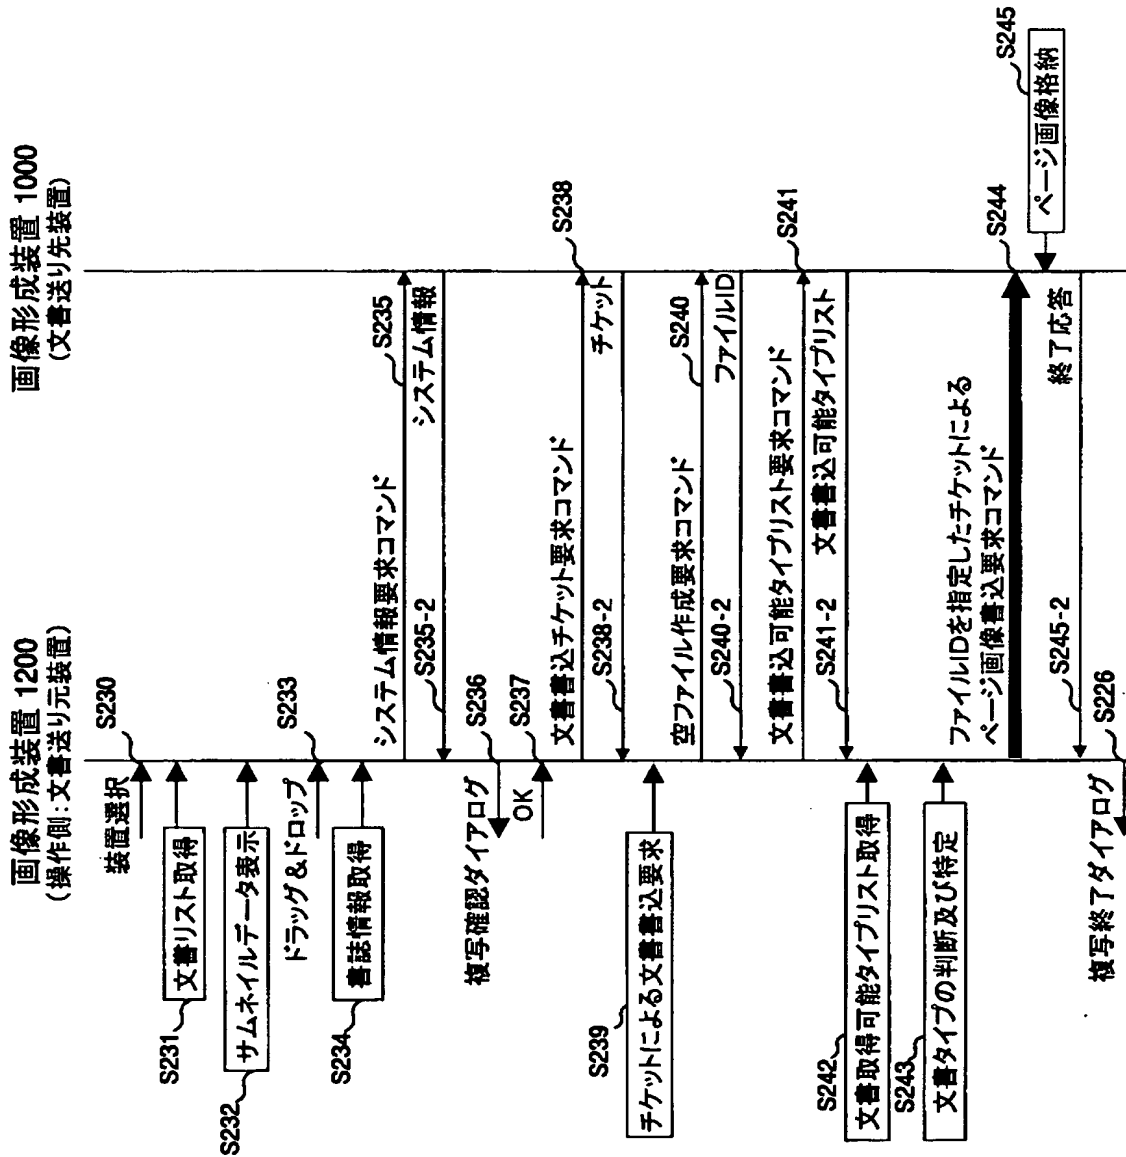 画像形成装置 1200
(操作側:文書送り元装置)
画像形成装置 1000
(文書送り先装置)
装置選択
S230
文書リスト取得
S231
サムネイルデータ表示
S232
ドラッグ&ドロップ
S233
書誌情報取得
S234
システム情報要求コマンド
S235
システム情報
S235-2
複写確認ダイアログ
S236
OK
S237
文書書込チケット要求コマンド
S238
チケット
S238-2
チケットによる文書書込要求
S239
空ファイル作成要求コマンド
S240
ファイルID
S240-2
文書書込可能タイプリスト要求コマンド
S241
文書書込可能タイプリスト
S241-2
文書取得可能タイプリスト取得
S242
文書タイプの判断及び特定
S243
ファイルIDを指定したチケットによる
ページ画像書込要求コマンド
S244
ページ画像格納
S245
終了応答
S245-2
複写終了ダイアログ
S226